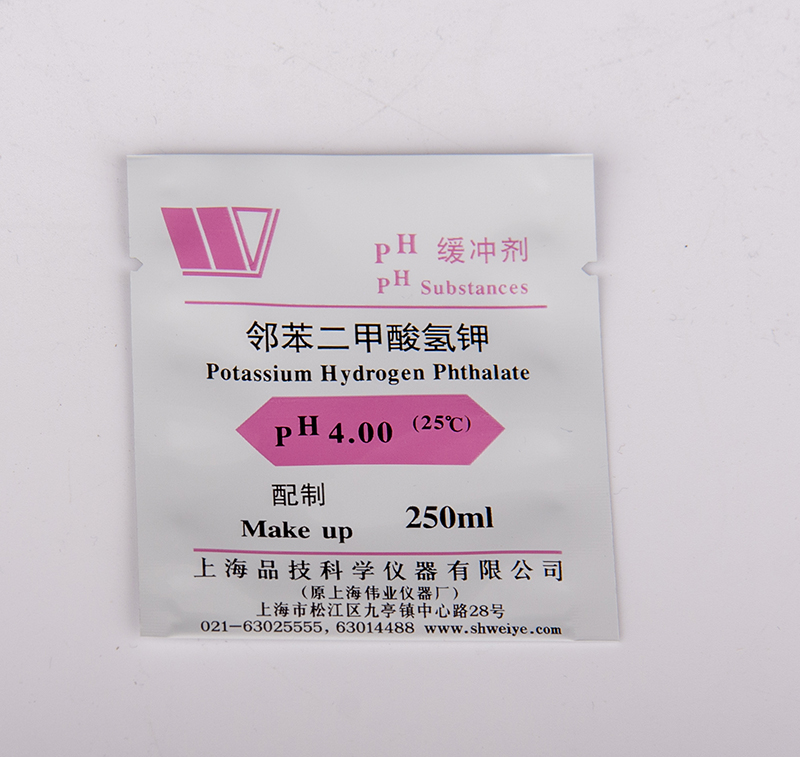 PH 缓冲剂
PH Substances
邻苯二甲酸氢钾
Potassium Hydrogen Phthalate
PH 4.00 (25℃)
配制
Make up 250ml
上海品技科学仪器有限公司
(原上海伟业仪器厂)
上海市松江区九亭镇中心路28号
021-63025555, 63014488 www.shweiye.com